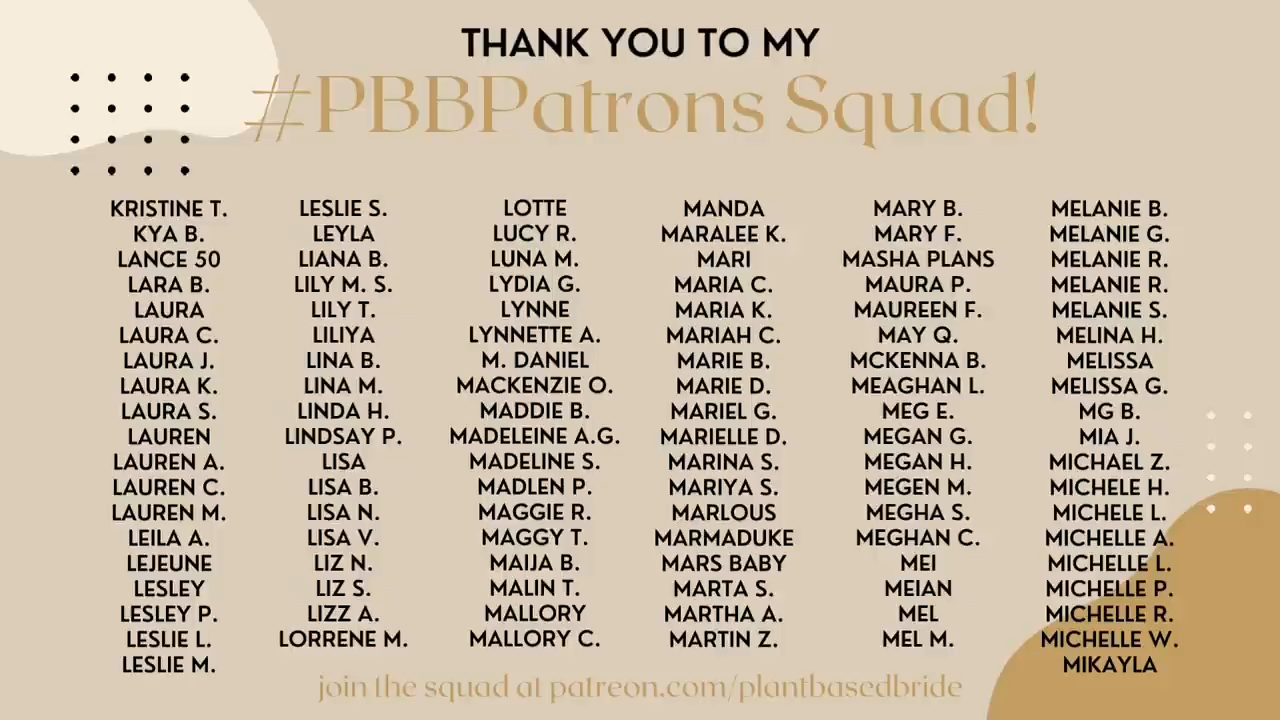 THANK YOU TO MY
#PBBPatrons Squad!
KRISTINE T.
KYA B.
LANCE 50
LARA B.
LAURA
LAURA C.
LAURA J.
LAURA K.
LAURA S.
LAUREN
LAUREN A.
LAUREN C.
LAUREN M.
LEILA A.
LEJEUNE
LESLEY
LESLEY P.
LESLIE L.
LESLIE M.
LESLIE S.
LEYLA
LIANA B.
LILY M. S.
LILY T.
LILIYA
LINA B.
LINA M.
LINDA H.
LINDSAY P.
LISA
LISA B.
LISA N.
LISA V.
LIZ N.
LIZ S.
LIZZ A.
LORRENE M.
LOTTE
LUCY R.
LUNA M.
LYDIA G.
LYNNE
LYNNETTE A.
M. DANIEL
MACKENZIE O.
MADDIE B.
MADELEINE A.G.
MADELINE S.
MADLEN P.
MAGGIE R.
MAGGY T.
MAIJA B.
MALIN T.
MALLORY
MALLORY C.
MANDA
MARALEE K.
MARI
MARIA C.
MARIA K.
MARIAH C.
MARIE B.
MARIE D.
MARIEL G.
MARIELLE D.
MARINA S.
MARIYA S.
MARLOUS
MARMADUKE
MARS BABY
MARTA S.
MARTHA A.
MARTIN Z.
MARY B.
MARY F.
MASHA PLANS
MAURA P.
MAUREEN F.
MAY Q.
MCKENNA B.
MEAGHAN L.
MEG E.
MEGAN G.
MEGAN H.
MEGEN M.
MEGHA S.
MEGHAN C.
MEI
MEIAN
MEL
MEL M.
MELANIE B.
MELANIE G.
MELANIE R.
MELANIE R.
MELANIE S.
MELINA H.
MELISSA
MELISSA G.
MG B.
MIA J.
MICHAEL Z.
MICHELE H.
MICHELE L.
MICHELLE A.
MICHELLE L.
MICHELLE P.
MICHELLE R.
MICHELLE W.
MIKAYLA
join the squad at patreon.com/plantbasedbride